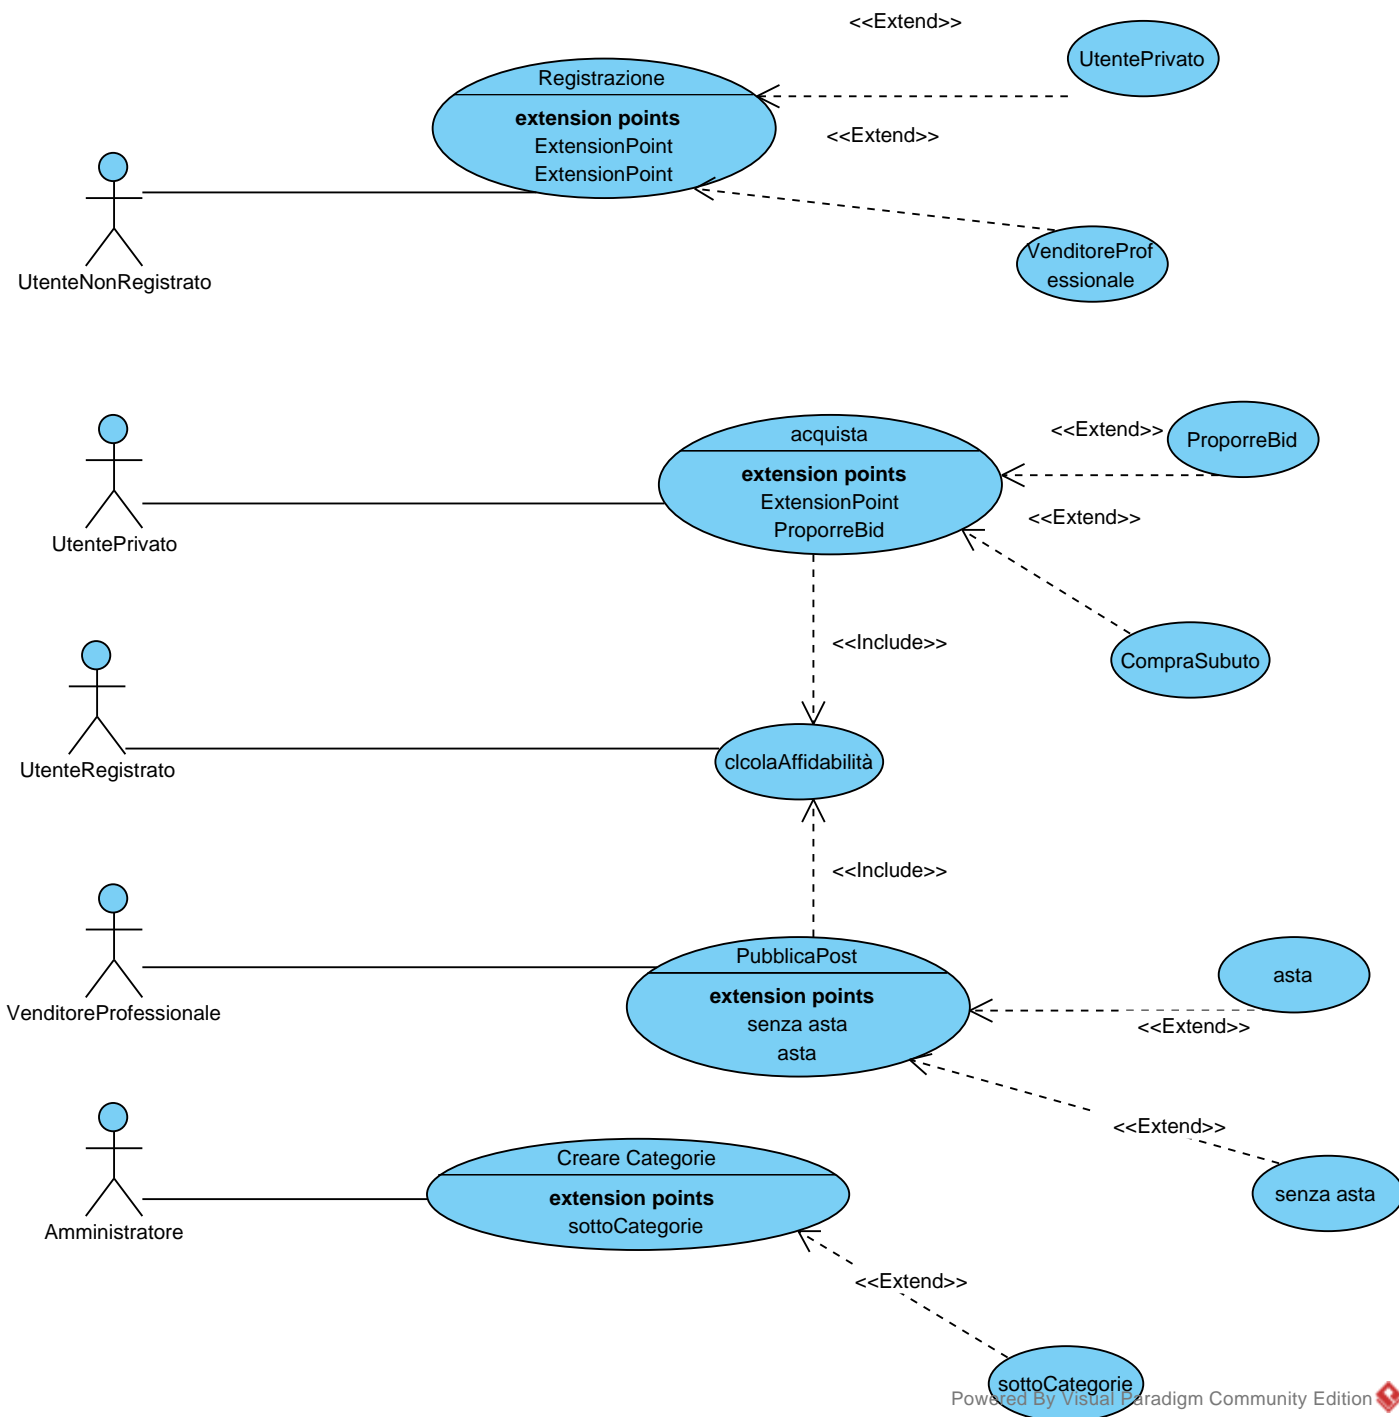 <<Extend>>
UtentePrivato
Registrazione
extension points
ExtensionPoint
ExtensionPoint
<<Extend>>
UtenteNonRegistrato
VenditoreProf
essionale
acquista
extension points
ExtensionPoint
ProporreBid
<<Extend>>
ProporreBid
<<Extend>>
UtentePrivato
<<Include>>
CompraSubuto
UtenteRegistrato
clcolaAffidabilità
<<Include>>
VenditoreProfessionale
PubblicaPost
extension points
senza asta
asta
asta
<<Extend>>
<<Extend>>
senza asta
Amministratore
Creare Categorie
extension points
sottoCategorie
<<Extend>>
sottoCategorie
Powered By Visual Paradigm Community Edition